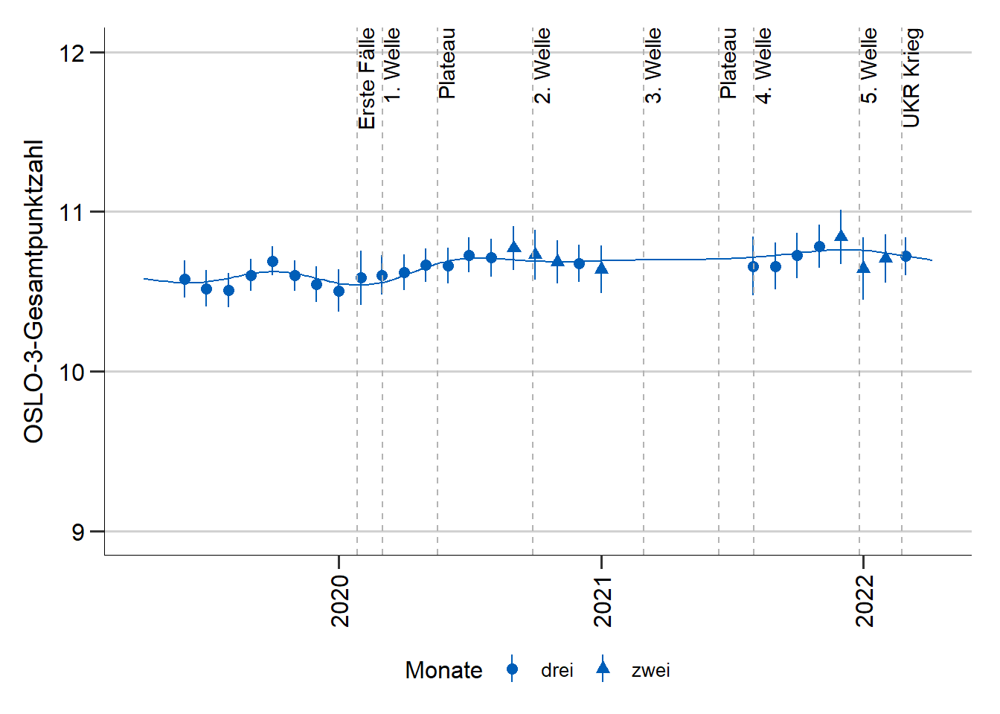 Erste Fälle
1. Welle
Plateau
2. Welle
3. Welle
Plateau
4. Welle
5. Welle
UKR Krieg
12
11
10
9
OSLO-3-Gesamtpunktzahl
2020
2021
2022
Monate drei zwei